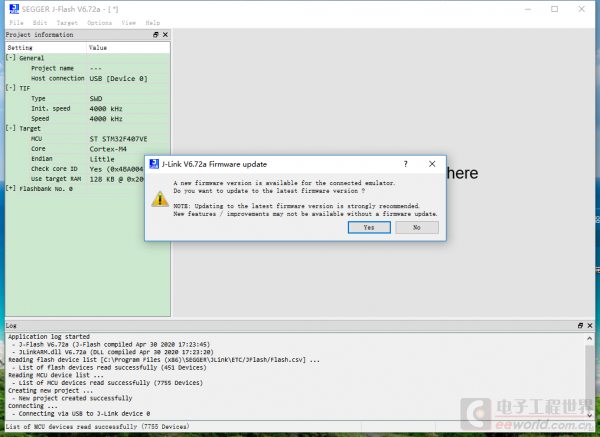 SEGGER J-Flash V6.72a - [ *]
File Edit Target Options View Help
Project information
Setting Value
[-] General
Project name ---
Host connection USB [Device 0]
[-] TIF
Type SWD
Init. speed 4000 kHz
Speed 4000 kHz
[-] Target
MCU ST STM32F407VE
Core Cortex-M4
Endian Little
Check core ID Yes (0x4BA004
Use target RAM 128 KB @ 0x20
[+] Flashbank No. 0
here
J-Link V6.72a Firmware update
A new firmware version is available for the connected emulator.
Do you want to update to the latest firmware version ?
NOTE: Updating to the latest firmware version is strongly recommended.
New features / improvements may not be available without a firmware update.
Yes No
Log
Application log started
- J-Flash V6.72a (J-Flash compiled Apr 30 2020 17:23:45)
- JLinkARM.dll V6.72a (DLL compiled Apr 30 2020 17:23:20)
Reading flash device list [C:\Program Files (x86)\SEGGER\JLink\ETC/JFlash/Flash.csv] ...
- List of flash devices read successfully (451 Devices)
Reading MCU device list ...
- List of MCU devices read successfully (7755 Devices)
Creating new project ...
- New project created successfully
Connecting ...
- Connecting via USB to J-Link device 0
List of MCU devices read successfully (7755 Devices)
电子工程世界
eeworld.com.cn